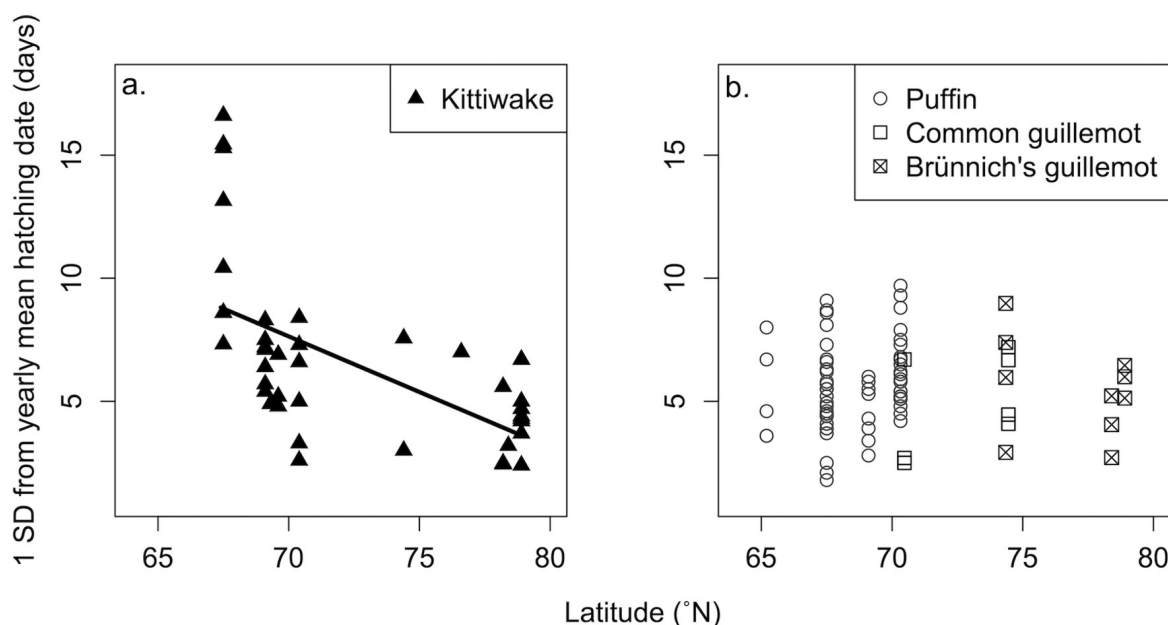 1 SD from yearly mean hatching date (days)
a.
Kittiwake
15
10
5
65
70
75
80
b.
Puffin
Common guillemot
Brünnich's guillemot
15
10
5
65
70
75
80
Latitude (˚N)